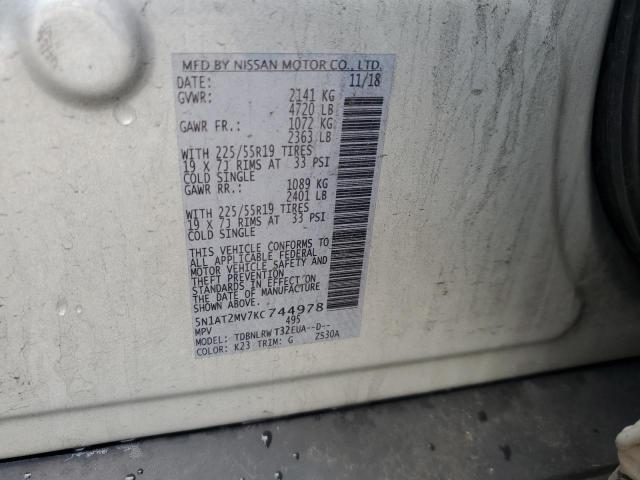 MFD BY NISSAN MOTOR CO., LTD.
DATE: 11/18
GVWR: 2141 KG
4720 LB
GAWR FR.: 1072 KG
2363 LB
WITH 225/55R19 TIRES
19 X 7J RIMS AT 33 PSI
COLD SINGLE
GAWR RR.: 1089 KG
2401 LB
WITH 225/55R19 TIRES
19 X 7J RIMS AT 33 PSI
COLD SINGLE
THIS VEHICLE CONFORMS TO
ALL APPLICABLE FEDERAL
MOTOR VEHICLE SAFETY AND
THEFT PREVENTION
STANDARDS IN EFFECT ON
THE DATE OF MANUFACTURE
SHOWN ABOVE.
5N1AT2MV7KC744978
MPV 495
MODEL: TDBNLRW T32EUA--D--
COLOR: K23 TRIM: G ZS30A